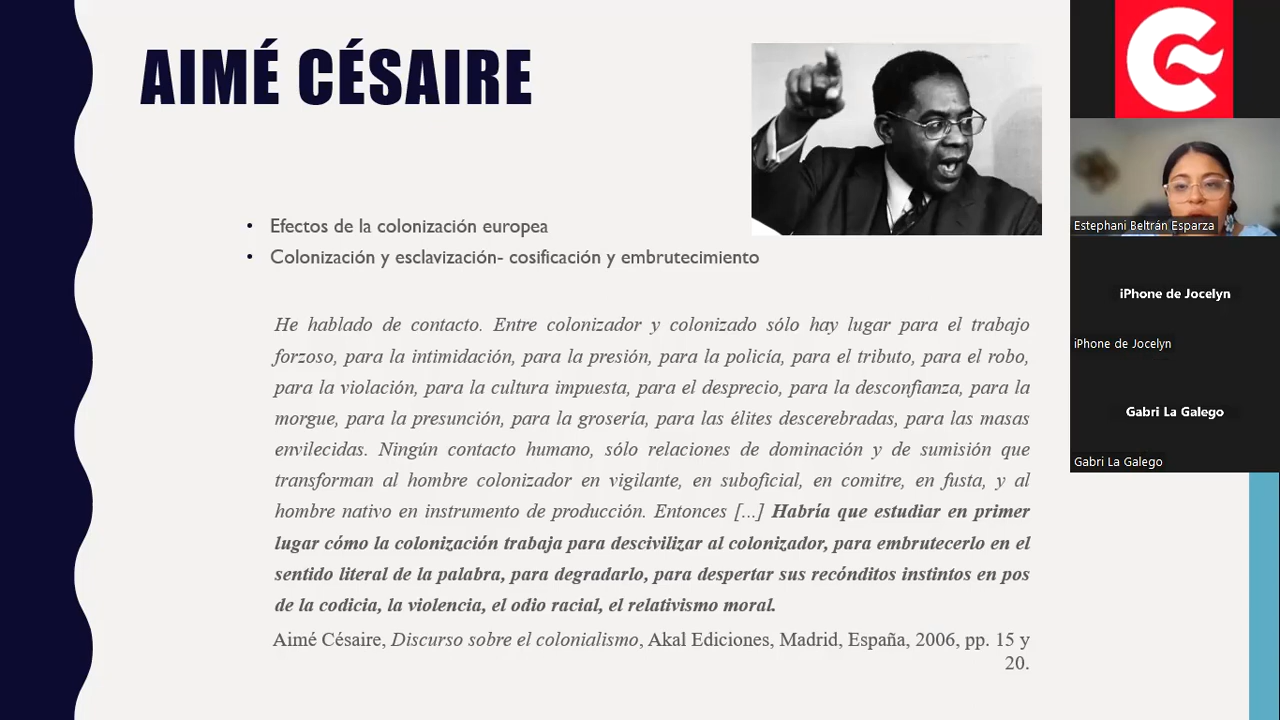 AIMÉ CÉSAIRE
• Efectos de la colonización europea
• Colonización y esclavización- cosificación y embrutecimiento
He hablado de contacto. Entre colonizador y colonizado sólo hay lugar para el trabajo
forzoso, para la intimidación, para la presión, para la policía, para el tributo, para el robo,
para la violación, para la cultura impuesta, para el desprecio, para la desconfianza, para la
morgue, para la presunción, para la grosería, para las élites descerebradas, para las masas
envilecidas. Ningún contacto humano, sólo relaciones de dominación y de sumisión que
transforman al hombre colonizador en vigilante, en suboficial, en comitre, en fusta, y al
hombre nativo en instrumento de producción. Entonces [...] Habría que estudiar en primer
lugar cómo la colonización trabaja para descivilizar al colonizador, para embrutecerlo en el
sentido literal de la palabra, para degradarlo, para despertar sus recónditos instintos en pos
de la codicia, la violencia, el odio racial, el relativismo moral.
Aimé Césaire, Discurso sobre el colonialismo, Akal Ediciones, Madrid, España, 2006, pp. 15 y
20.
Estephani Beltrán Esparza
iPhone de Jocelyn
iPhone de Jocelyn
Gabri La Galego
Gabri La Galego